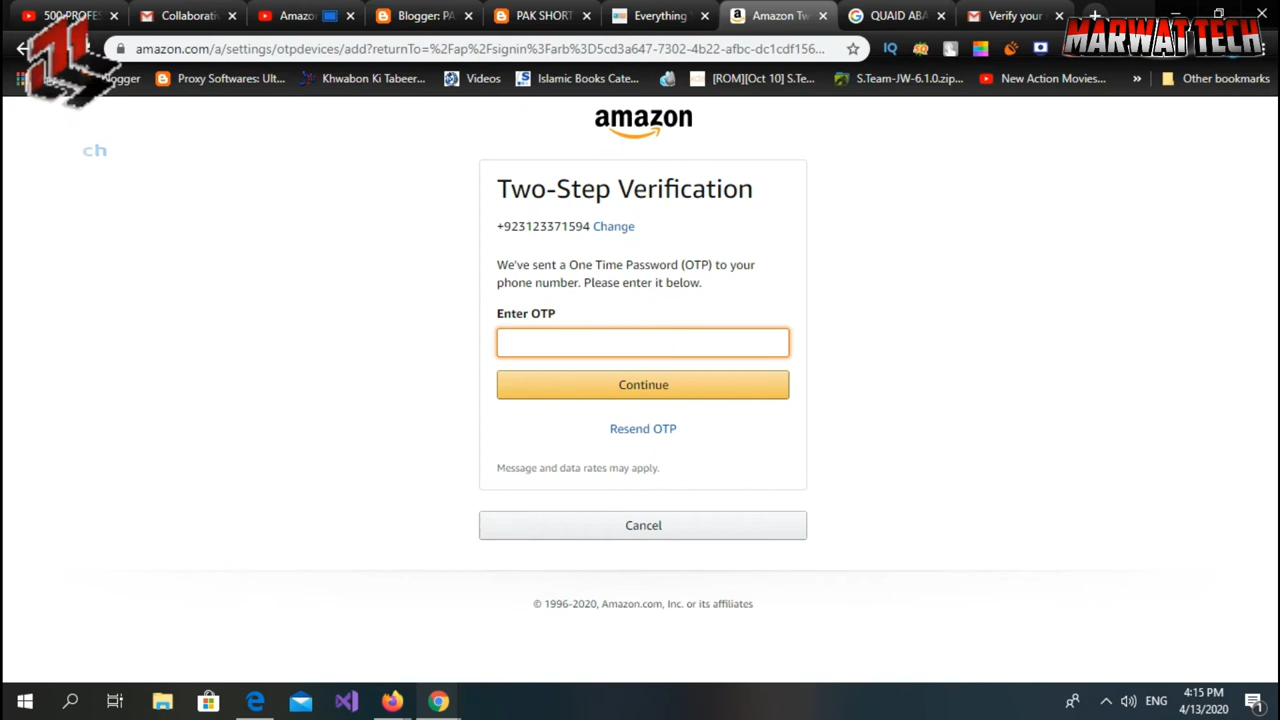 500-PROFES
Collaborati
Amazo
Blogger: PA
PAK SHORT
Everything
Amazon Tw
QUAID ABA
Verify your
MARWAT TECH
amazon.com/a/settings/otpdevices/add?returnTo=%2Fap%2Fsignin%3Farb%3D5cd3a647-7302-4b22-afbc-dc1cdf156...
ogger
Proxy Softwares: Ult...
Khwabon Ki Tabeer...
Videos
Islamic Books Cate...
[ROM][Oct 10] S.Te...
S.Team-JW-6.1.0.zip...
New Action Movies...
»
Other bookmarks
amazon
ch
Two-Step Verification
+923123371594 Change
We've sent a One Time Password (OTP) to your
phone number. Please enter it below.
Enter OTP
Continue
Resend OTP
Message and data rates may apply.
Cancel
© 1996-2020, Amazon.com, Inc. or its affiliates
ENG
4:15 PM
4/13/2020
1